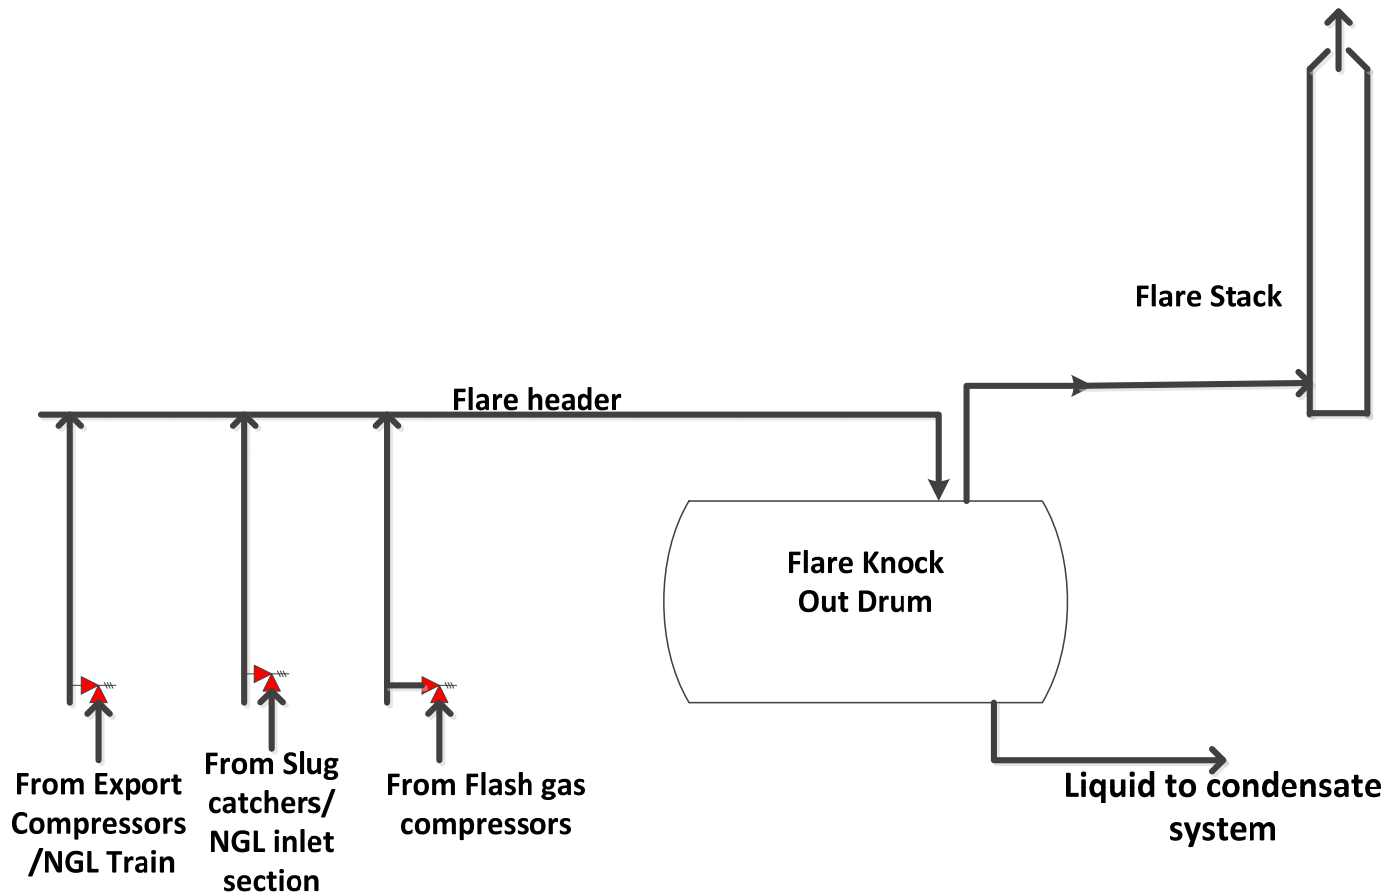 Flare Stack
Flare header
Flare Knock
Out Drum
From Export
Compressors
/NGL Train
From Slug
catchers/
NGL inlet
section
From Flash gas
compressors
Liquid to condensate
system